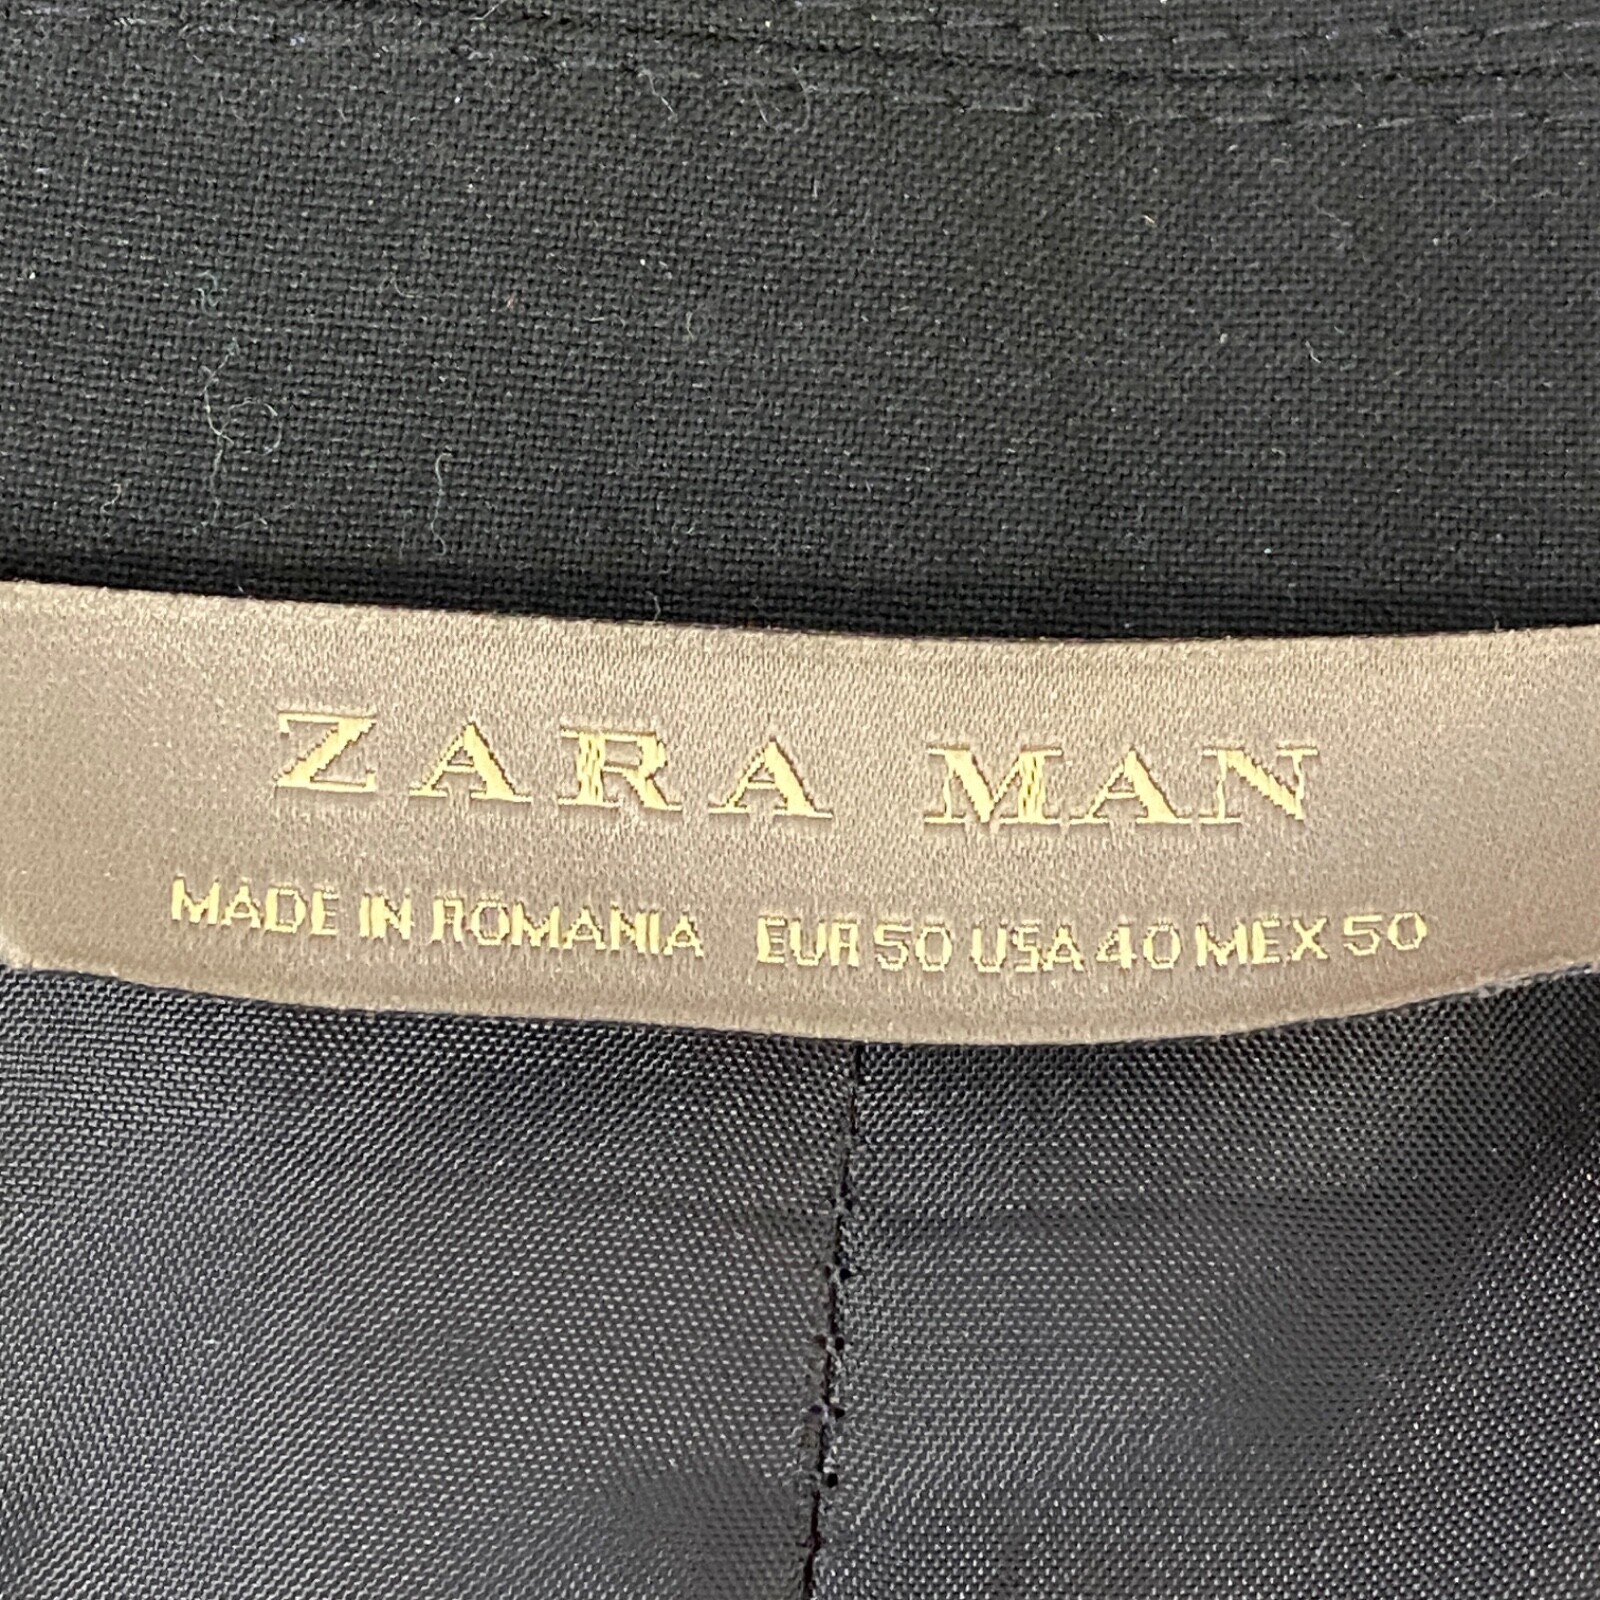 ZARA MAN
MADE IN ROMANIA EUR 50 USA 40 MEX 50